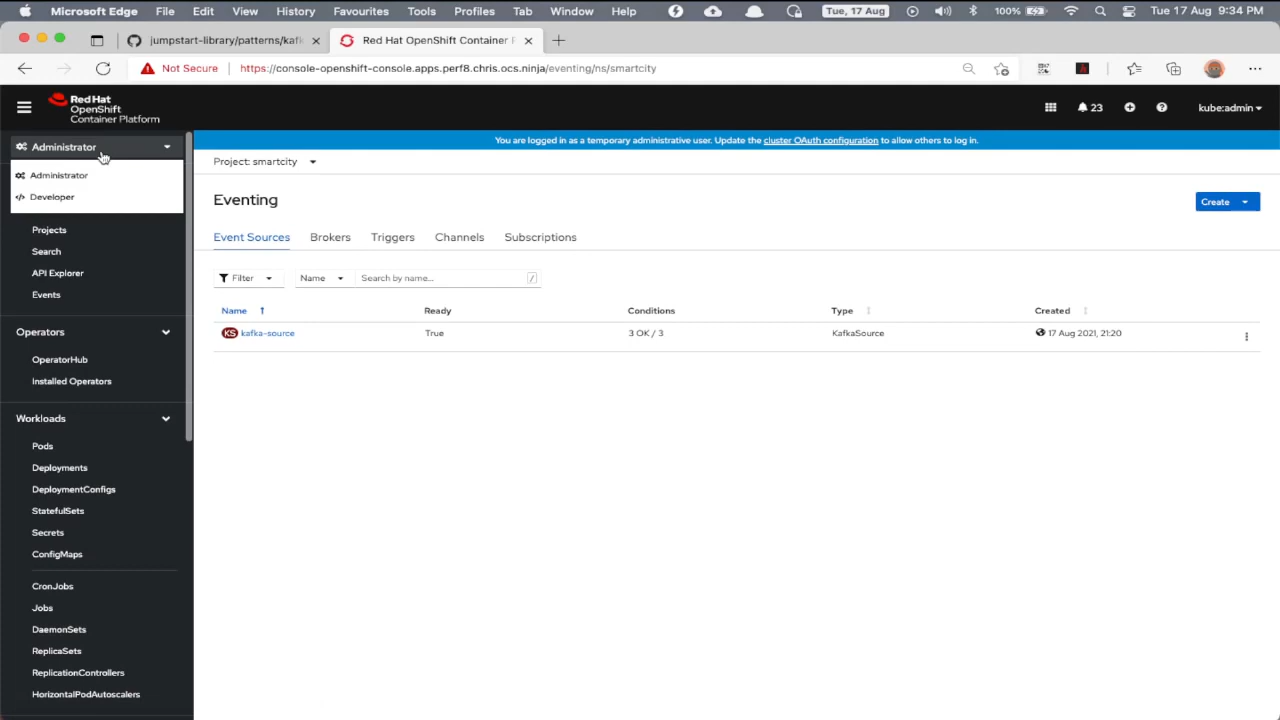 Microsoft Edge File Edit View History Favourites Tools Profiles Tab Window Help Tue, 17 Aug 100% Tue 17 Aug 9:34 PM
jumpstart-library/patterns/kaf
Red Hat OpenShift Container P
Not Secure https://console-openshift-console.apps.perf8.chris.ocs.ninja/eventing/ns/smartcity
Red Hat
OpenShift
Container Platform
23
kube:admin
You are logged in as a temporary administrative user. Update the cluster OAuth configuration to allow others to log in.
Administrator
Administrator
Developer
Projects
Search
API Explorer
Events
Operators
OperatorHub
Installed Operators
Workloads
Pods
Deployments
DeploymentConfigs
StatefulSets
Secrets
ConfigMaps
CronJobs
Jobs
DaemonSets
ReplicaSets
ReplicationControllers
HorizontalPodAutoscalers
Project: smartcity
Eventing
Create
Event Sources Brokers Triggers Channels Subscriptions
Filter Name Search by name... /
Name Ready Conditions Type Created
KS kafka-source True 3 OK / 3 KafkaSource 17 Aug 2021, 21:20